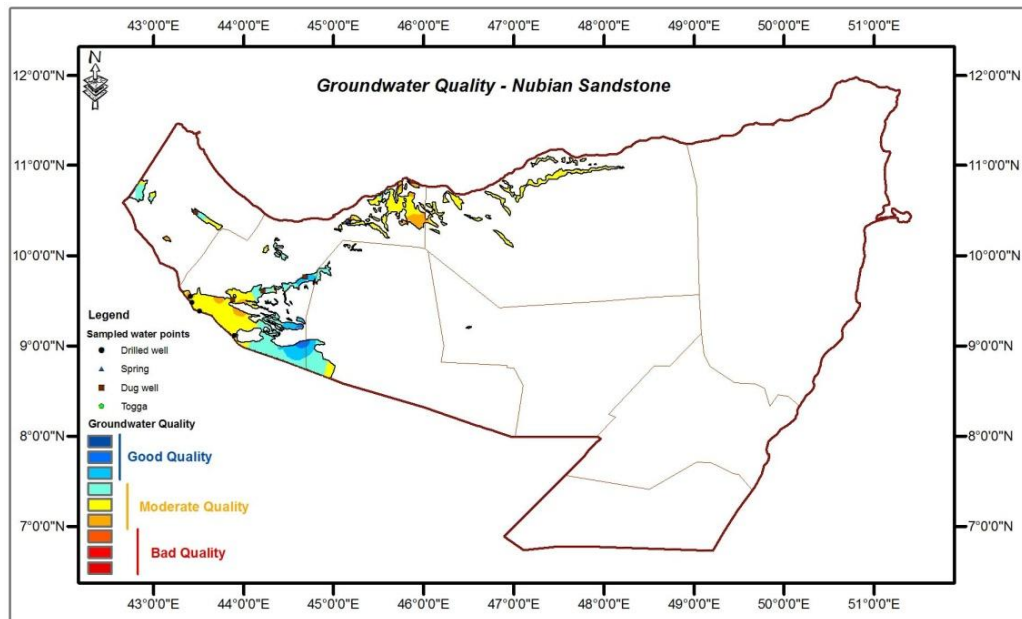 43°0'0"E 44°0'0"E 45°0'0"E 46°0'0"E 47°0'0"E 48°0'0"E 49°0'0"E 50°0'0"E 51°0'0"E
N
Groundwater Quality - Nubian Sandstone
12°0'0"N 12°0'0"N
11°0'0"N 11°0'0"N
10°0'0"N 10°0'0"N
9°0'0"N 9°0'0"N
8°0'0"N 8°0'0"N
7°0'0"N 7°0'0"N
Legend
Sampled water points
Drilled well
Spring
Dug well
Togga
Groundwater Quality
Good Quality
Moderate Quality
Bad Quality
43°0'0"E 44°0'0"E 45°0'0"E 46°0'0"E 47°0'0"E 48°0'0"E 49°0'0"E 50°0'0"E 51°0'0"E